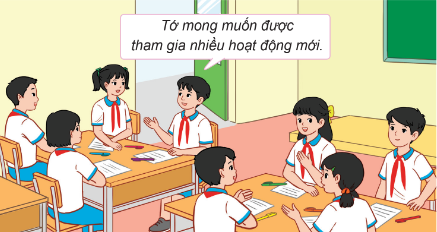 Tớ mong muốn được
tham gia nhiều hoạt động mới.